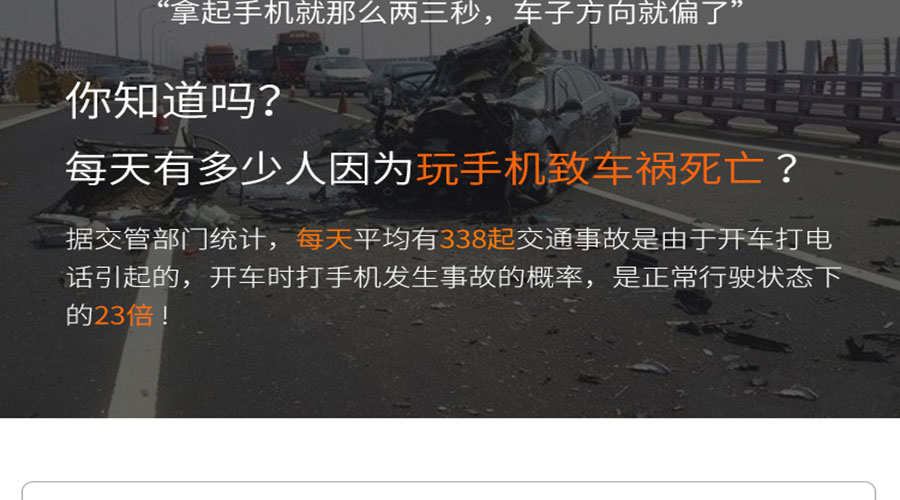 “拿起手机就那么两三秒，车子方向就偏了”
你知道吗？
每天有多少人因为玩手机致车祸死亡？
据交管部门统计，每天平均有338起交通事故是由于开车打电
话引起的，开车时打手机发生事故的概率，是正常行驶状态下
的23倍！